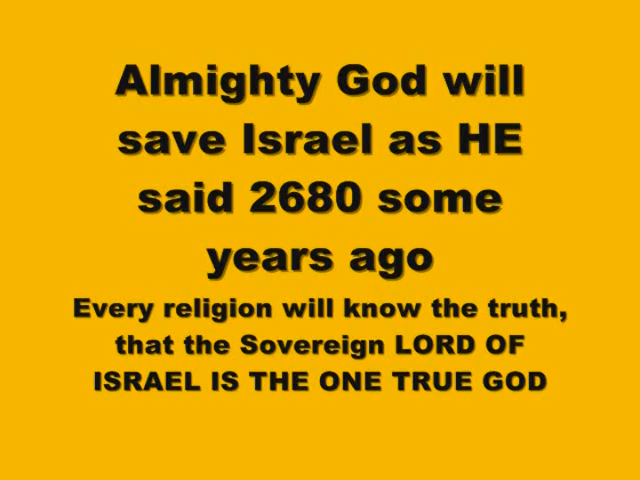 Almighty God will
save Israel as HE
said 2680 some
years ago
Every religion will know the truth,
that the Sovereign LORD OF
ISRAEL IS THE ONE TRUE GOD